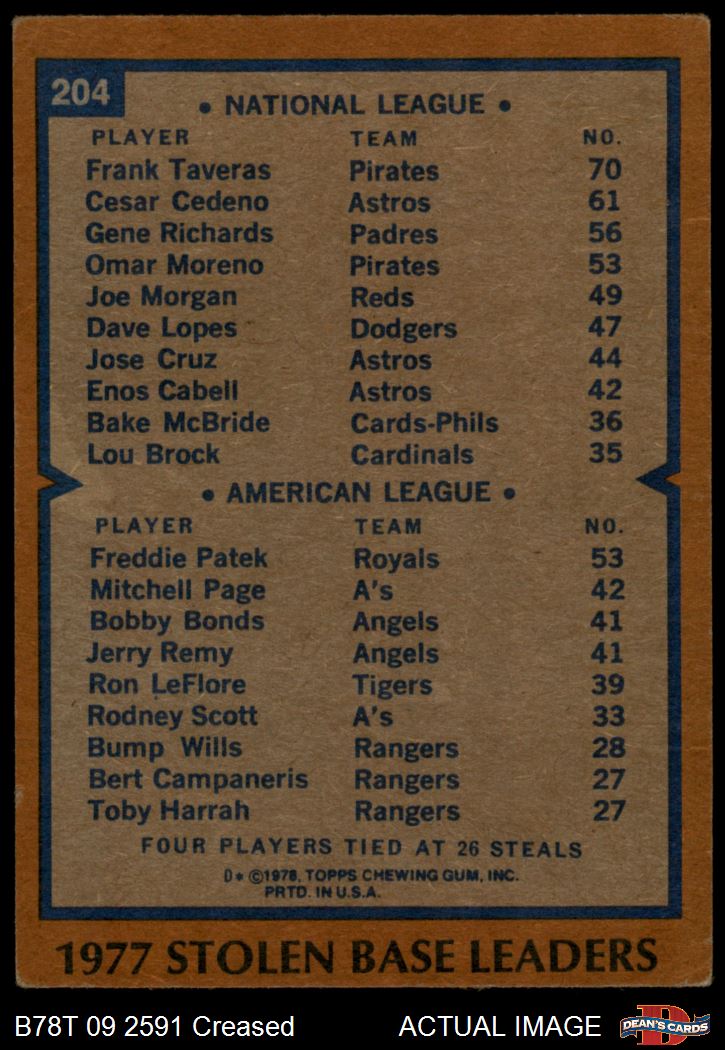 204
• NATIONAL LEAGUE •
PLAYER TEAM NO.
Frank Taveras Pirates 70
Cesar Cedeno Astros 61
Gene Richards Padres 56
Omar Moreno Pirates 53
Joe Morgan Reds 49
Dave Lopes Dodgers 47
Jose Cruz Astros 44
Enos Cabell Astros 42
Bake McBride Cards-Phils 36
Lou Brock Cardinals 35
• AMERICAN LEAGUE •
PLAYER TEAM NO.
Freddie Patek Royals 53
Mitchell Page A's 42
Bobby Bonds Angels 41
Jerry Remy Angels 41
Ron LeFlore Tigers 39
Rodney Scott A's 33
Bump Wills Rangers 28
Bert Campaneris Rangers 27
Toby Harrah Rangers 27
FOUR PLAYERS TIED AT 26 STEALS
D* ©1978, TOPPS CHEWING GUM, INC.
PRTD. IN U.S.A.
1977 STOLEN BASE LEADERS
B78T 09 2591 Creased ACTUAL IMAGE D DEAN'S CARDS